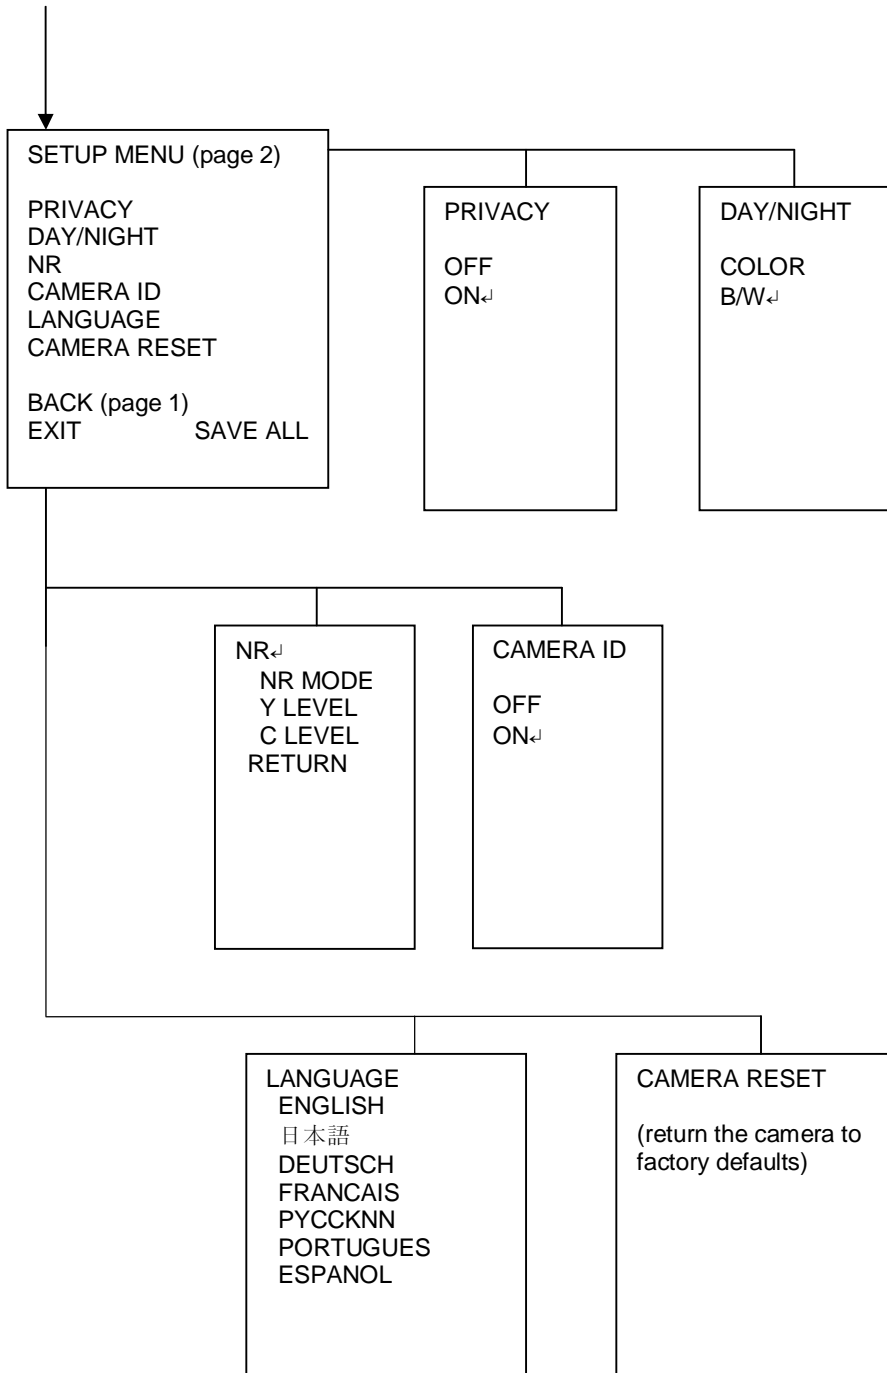 SETUP MENU (page 2)
PRIVACY
DAY/NIGHT
NR
CAMERA ID
LANGUAGE
CAMERA RESET
BACK (page 1)
EXIT SAVE ALL
PRIVACY
OFF
ON↵
DAY/NIGHT
COLOR
B/W↵
NR↵
NR MODE
Y LEVEL
C LEVEL
RETURN
CAMERA ID
OFF
ON↵
LANGUAGE
ENGLISH
日本語
DEUTSCH
FRANCAIS
PYCCKNN
PORTUGUES
ESPANOL
CAMERA RESET
(return the camera to
factory defaults)